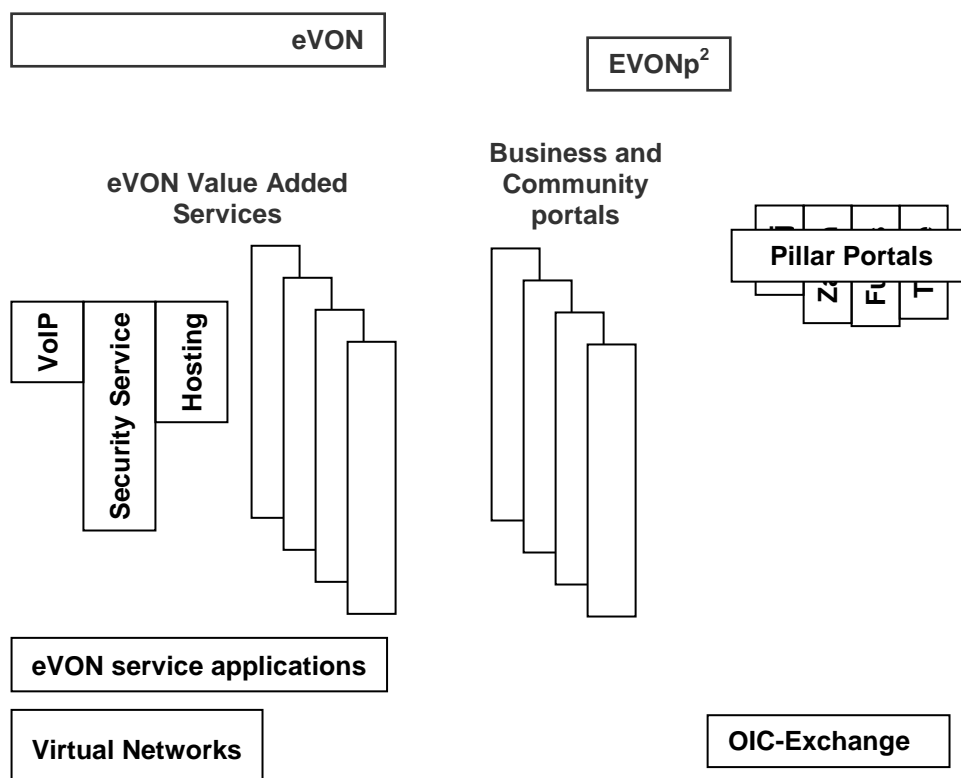 eVON
EVONp²
Business and
Community
portals
eVON Value Added
Services
Pillar Portals
VoIP
Security Service
Hosting
eVON service applications
Virtual Networks
OIC-Exchange